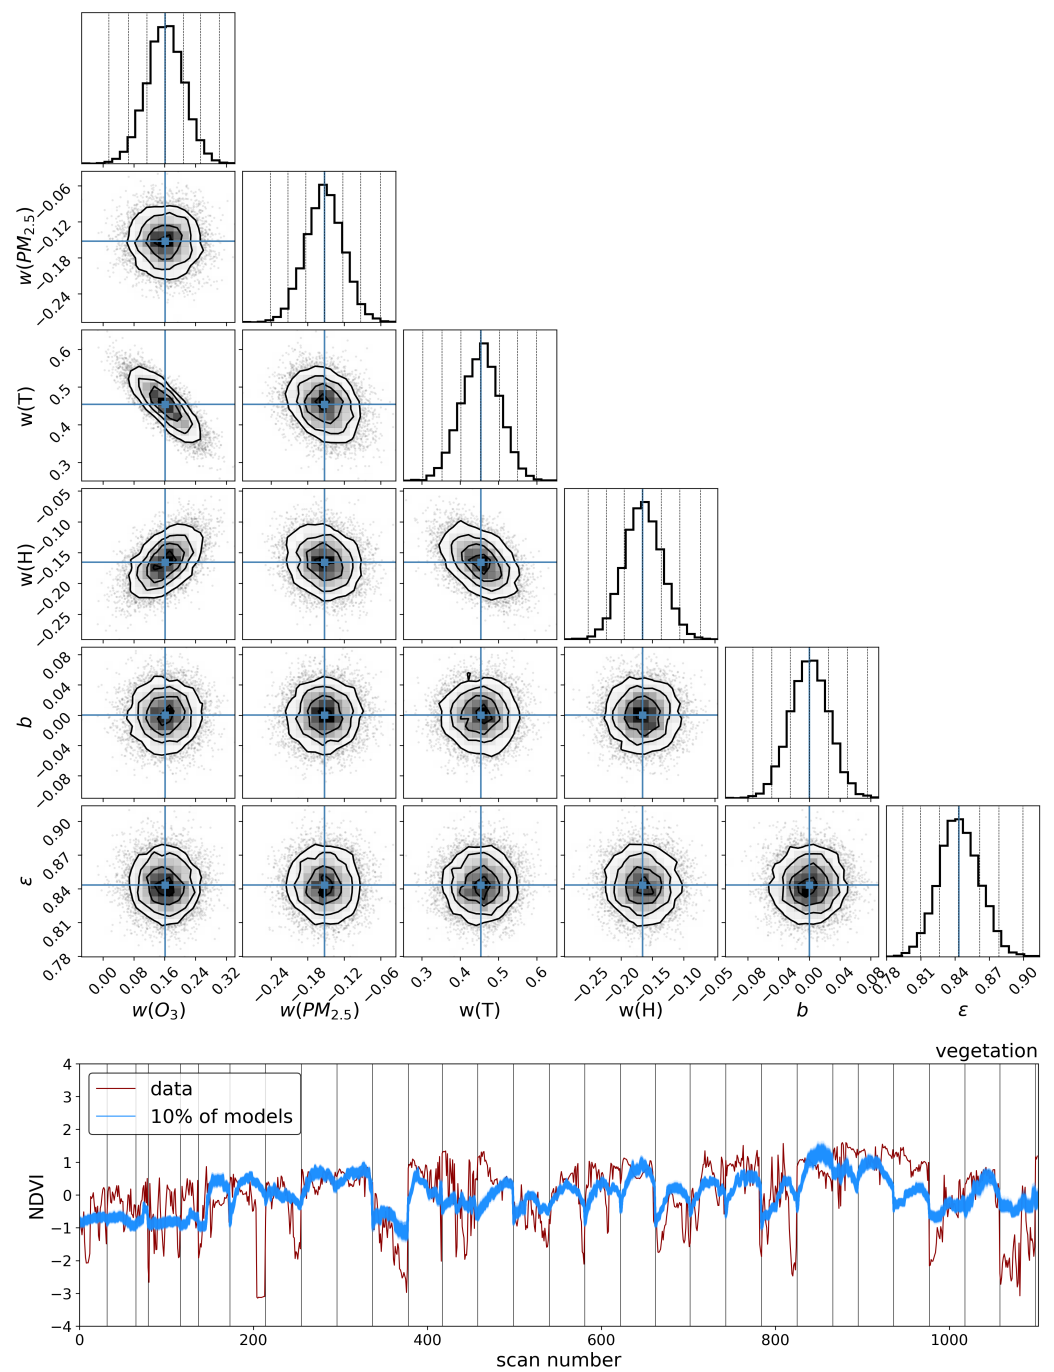 w(PM2.5)
−0.06
−0.12
−0.18
−0.24
w(T)
0.6
0.5
0.4
0.3
w(H)
−0.05
−0.10
−0.15
−0.20
−0.25
b
0.08
0.04
0.00
−0.04
−0.08
ε
0.90
0.87
0.84
0.81
0.78
0.00 0.08 0.16 0.24 0.32
w(O3)
−0.24 −0.18 −0.12 −0.06
w(PM2.5)
0.3 0.4 0.5 0.6
w(T)
−0.25 −0.20 −0.15 −0.10 −0.05
w(H)
−0.08 −0.04 0.00 0.04 0.08
b
0.78 0.81 0.84 0.87 0.90
ε
vegetation
data
10% of models
NDVI
4
3
2
1
0
−1
−2
−3
−4
0 200 400 600 800 1000
scan number